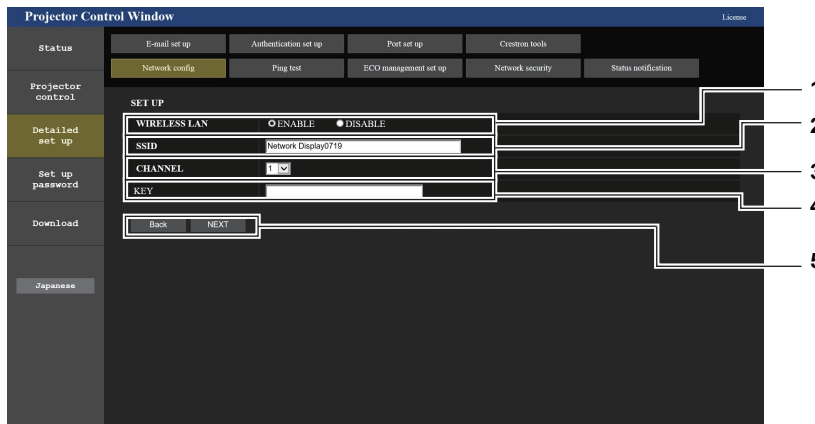 Projector Control Window License
Status
E-mail set up Authentication set up Port set up Crestron tools
Network config Ping test ECO management set up Network security Status notification
Projector control
SET UP
WIRELESS LAN ENABLE DISABLE
SSID Network Display0719
CHANNEL 1
KEY
Back NEXT
Detailed set up
Set up password
Download
Japanese
1
2
3
4
5